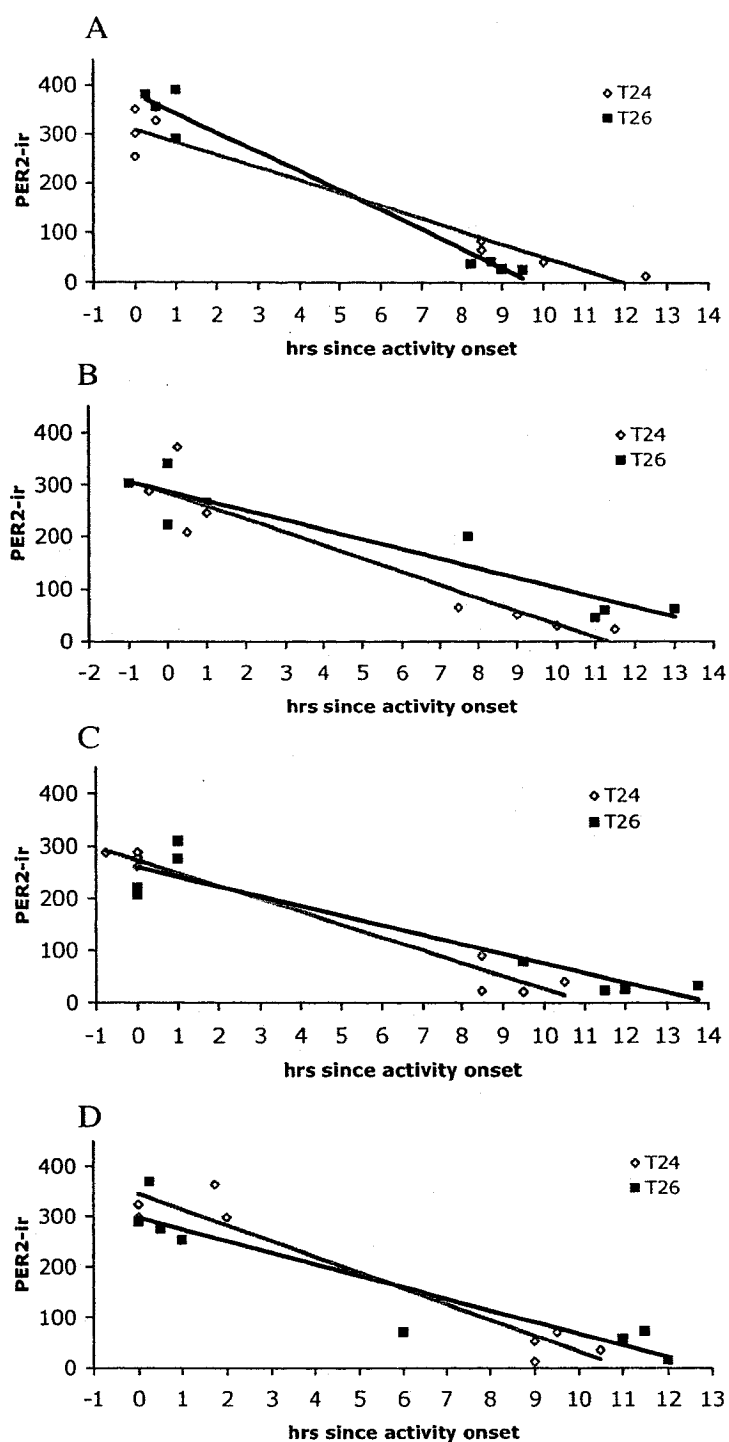 A
PER2-ir
400
300
200
100
0
-1 0 1 2 3 4 5 6 7 8 9 10 11 12 13 14
hrs since activity onset
T24
T26
B
PER2-ir
400
300
200
100
0
-2 -1 0 1 2 3 4 5 6 7 8 9 10 11 12 13 14
hrs since activity onset
T24
T26
C
PER2-ir
400
300
200
100
0
-1 0 1 2 3 4 5 6 7 8 9 10 11 12 13 14
hrs since activity onset
T24
T26
D
PER2-ir
400
300
200
100
0
-1 0 1 2 3 4 5 6 7 8 9 10 11 12 13
hrs since activity onset
T24
T26